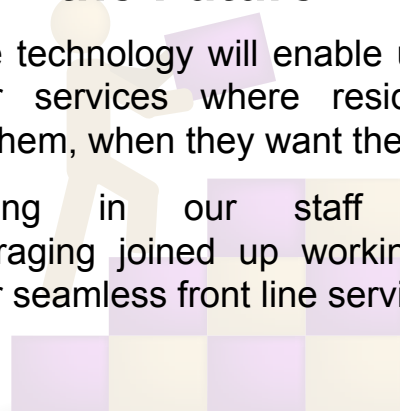 e technology will enable u
r services where resid
hem, when they want the
ng in our staff
raging joined up workin
r seamless front line servi